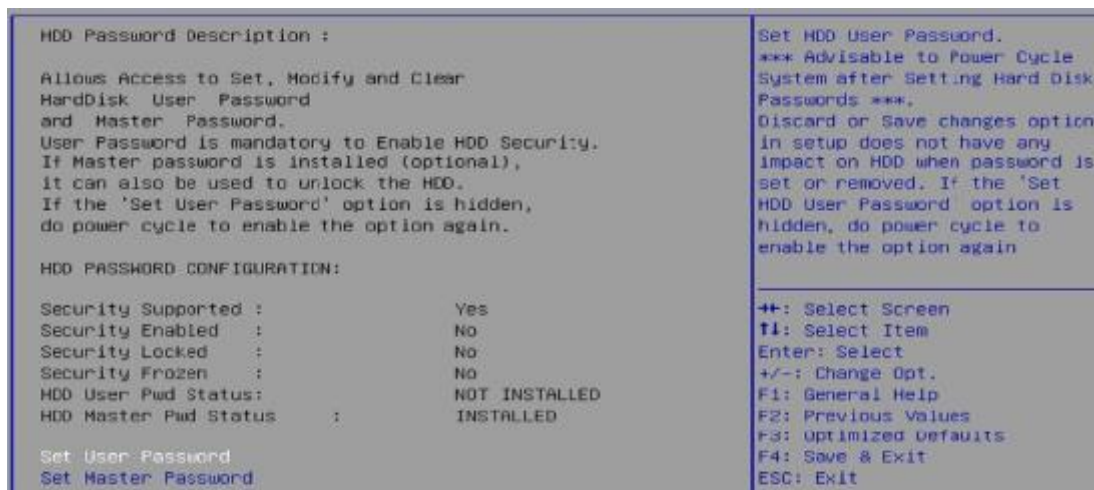 HDD Password Description :
Allows Access to Set, Modify and Clear
HardDisk User Password
and Master Password.
User Password is mandatory to Enable HDD Security.
If Master password is installed (optional),
it can also be used to unlock the HDD.
If the 'Set User Password' option is hidden,
do power cycle to enable the option again.
HDD PASSWORD CONFIGURATION:
Security Supported : Yes
Security Enabled : No
Security Locked : No
Security Frozen : No
HDD User Pwd Status: NOT INSTALLED
HDD Master Pwd Status : INSTALLED
Set User Password
Set Master Password
Set HDD User Password.
*** Advisable to Power Cycle
System after Setting Hard Disk
Passwords ***.
Discard or Save changes option
in setup does not have any
impact on HDD when password is
set or removed. If the 'Set
HDD User Password' option is
hidden, do power cycle to
enable the option again
→←: Select Screen
↑↓: Select Item
Enter: Select
+/-: Change Opt.
F1: General Help
F2: Previous Values
F3: Optimized Defaults
F4: Save & Exit
ESC: Exit